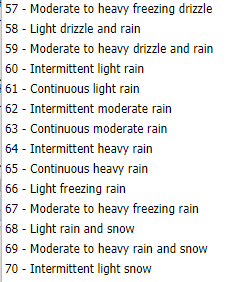 57 - Moderate to heavy freezing drizzle
58 - Light drizzle and rain
59 - Moderate to heavy drizzle and rain
60 - Intermittent light rain
61 - Continuous light rain
62 - Intermittent moderate rain
63 - Continuous moderate rain
64 - Intermittent heavy rain
65 - Continuous heavy rain
66 - Light freezing rain
67 - Moderate to heavy freezing rain
68 - Light rain and snow
69 - Moderate to heavy rain and snow
70 - Intermittent light snow